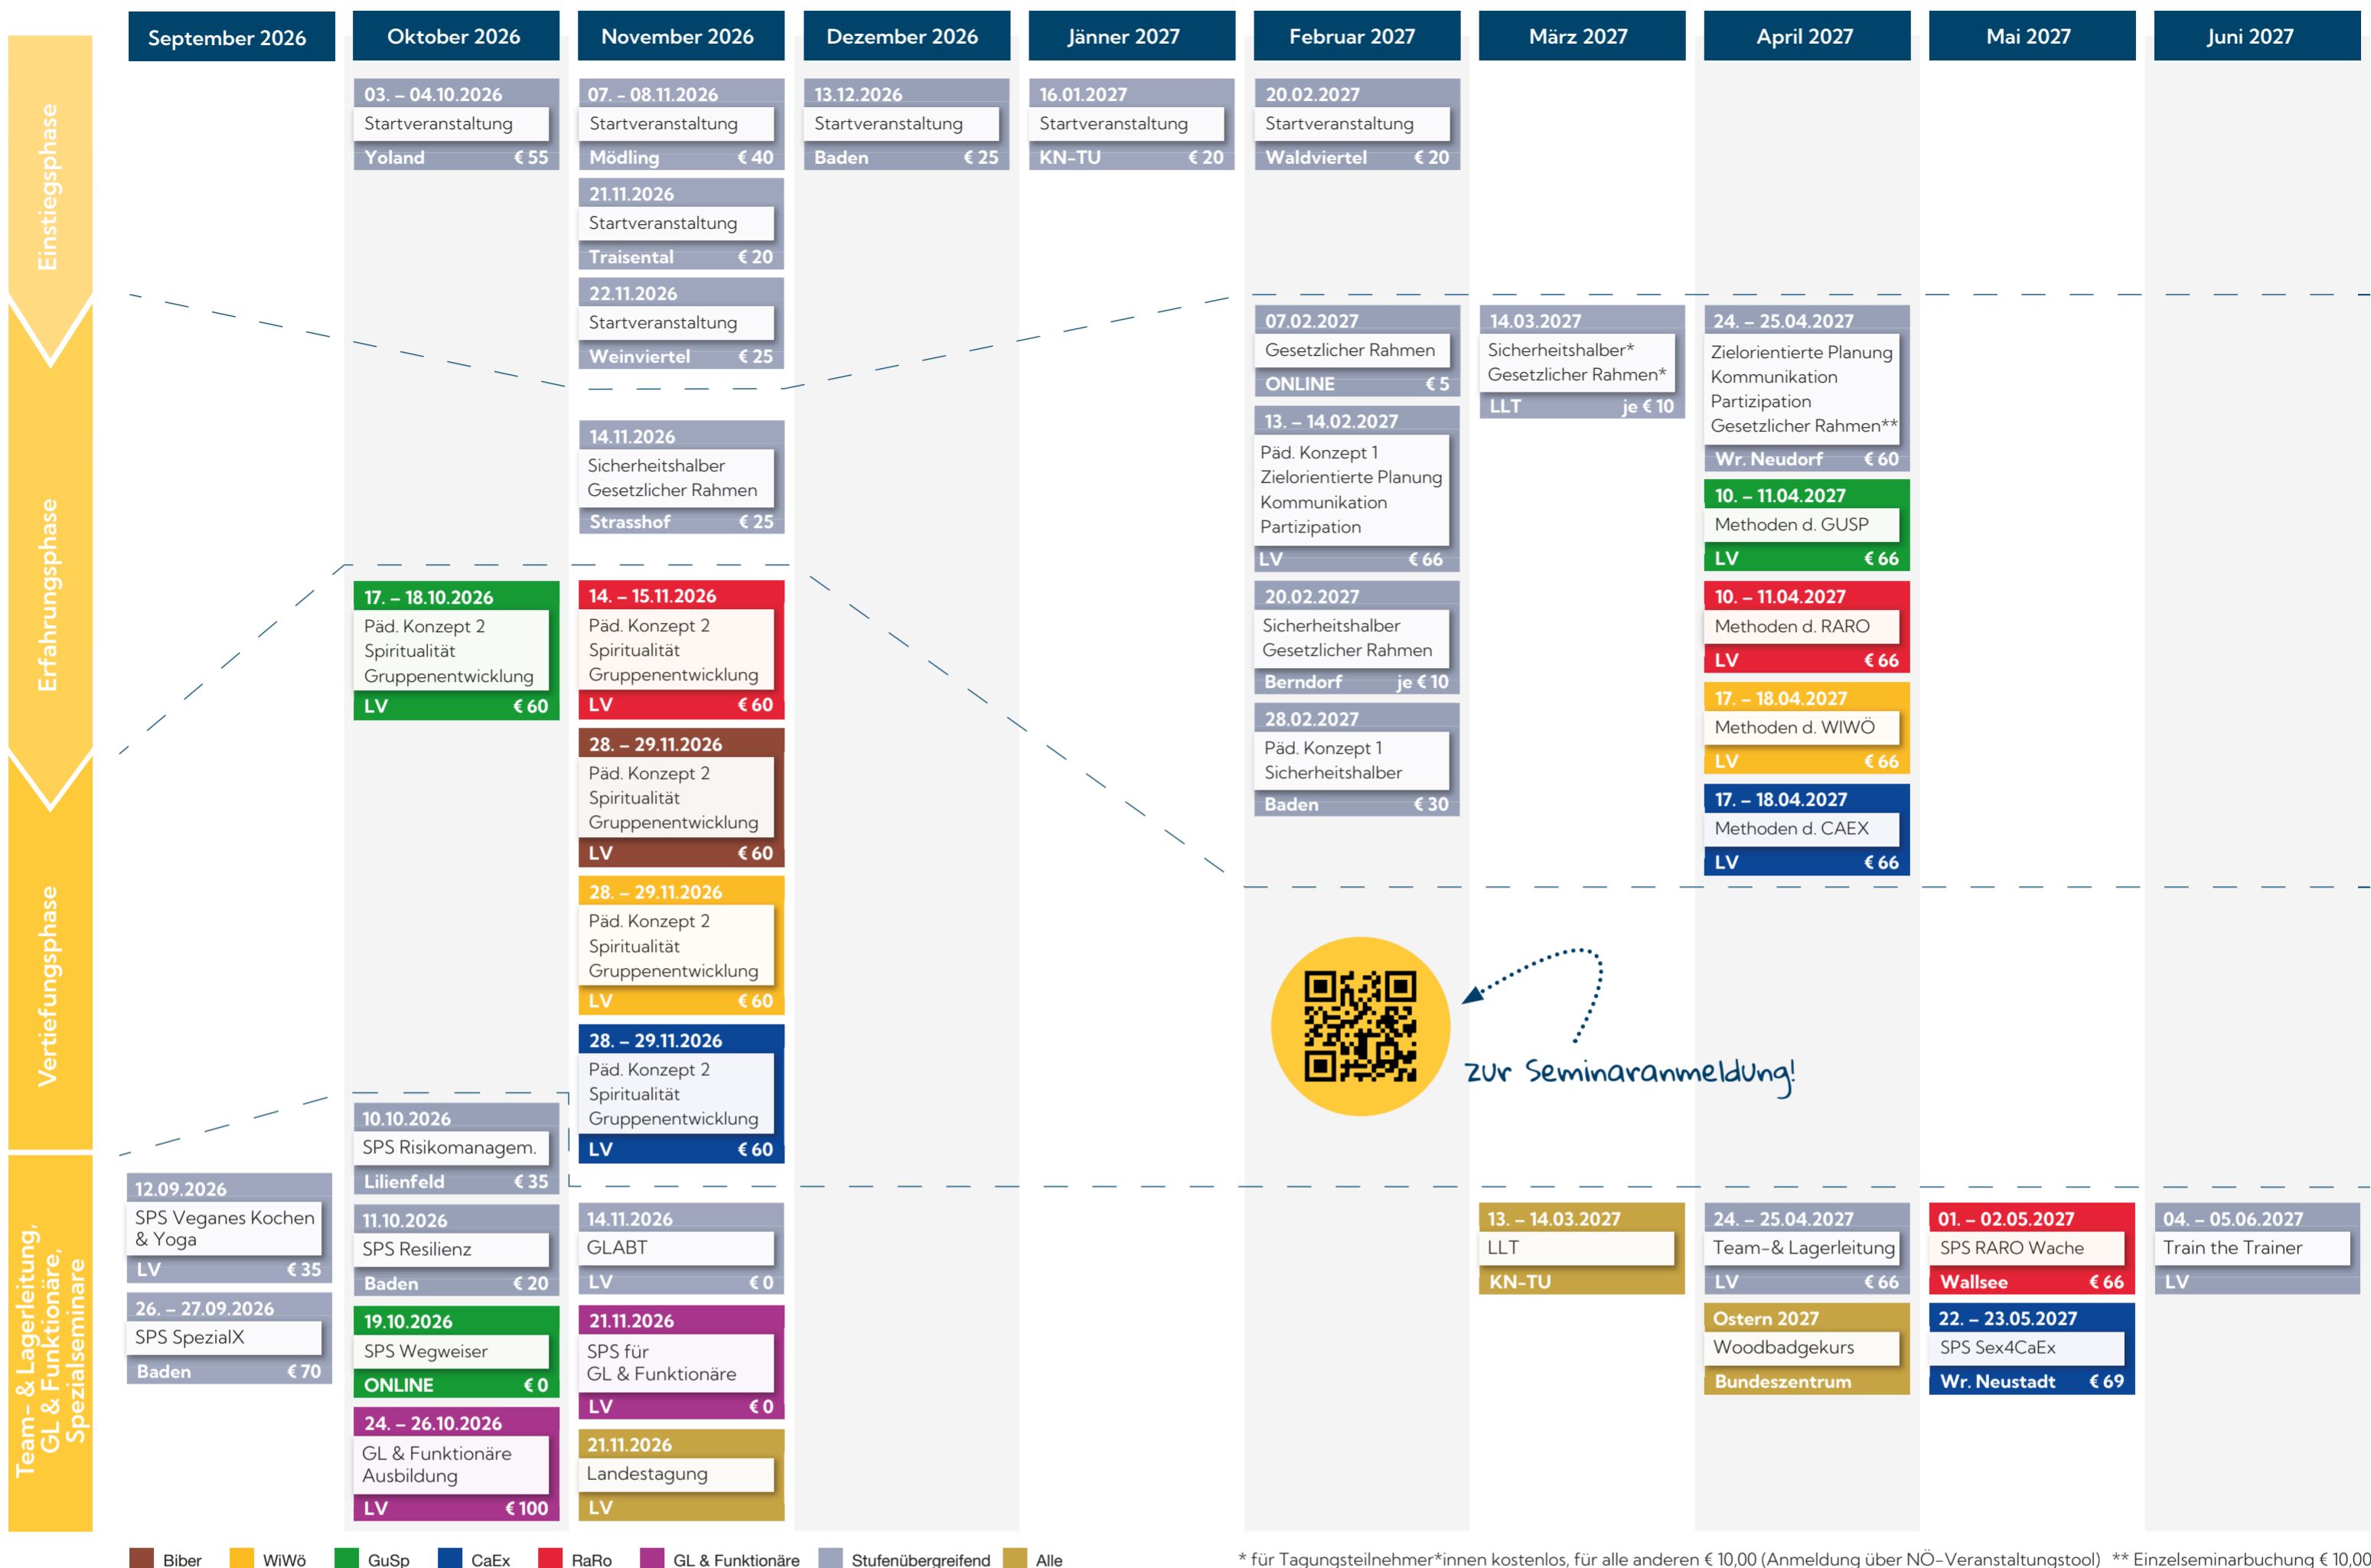 September 2026
Oktober 2026
November 2026
Dezember 2026
Jänner 2027
Februar 2027
März 2027
April 2027
Mai 2027
Juni 2027
Einstiegsphase
03. – 04.10.2026
Startveranstaltung
Yoland € 55
07. - 08.11.2026
Startveranstaltung
Mödling € 40
21.11.2026
Startveranstaltung
Traisental € 20
22.11.2026
Startveranstaltung
Weinviertel € 25
13.12.2026
Startveranstaltung
Baden € 25
16.01.2027
Startveranstaltung
KN-TU € 20
20.02.2027
Startveranstaltung
Waldviertel € 20
Erfahrungsphase
14.11.2026
Sicherheitshalber
Gesetzlicher Rahmen
Strasshof € 25
07.02.2027
Gesetzlicher Rahmen
ONLINE € 5
13. – 14.02.2027
Päd. Konzept 1
Zielorientierte Planung
Kommunikation
Partizipation
LV € 66
20.02.2027
Sicherheitshalber
Gesetzlicher Rahmen
Berndorf je € 10
28.02.2027
Päd. Konzept 1
Sicherheitshalber
Baden € 30
14.03.2027
Sicherheitshalber*
Gesetzlicher Rahmen*
LLT je € 10
24. – 25.04.2027
Zielorientierte Planung
Kommunikation
Partizipation
Gesetzlicher Rahmen**
Wr. Neudorf € 60
10. – 11.04.2027
Methoden d. GUSP
LV € 66
10. – 11.04.2027
Methoden d. RARO
LV € 66
17. – 18.04.2027
Methoden d. WIWÖ
LV € 66
17. – 18.04.2027
Methoden d. CAEX
LV € 66
Vertiefungsphase
17. – 18.10.2026
Päd. Konzept 2
Spiritualität
Gruppenentwicklung
LV € 60
14. – 15.11.2026
Päd. Konzept 2
Spiritualität
Gruppenentwicklung
LV € 60
28. – 29.11.2026
Päd. Konzept 2
Spiritualität
Gruppenentwicklung
LV € 60
28. – 29.11.2026
Päd. Konzept 2
Spiritualität
Gruppenentwicklung
LV € 60
28. – 29.11.2026
Päd. Konzept 2
Spiritualität
Gruppenentwicklung
LV € 60
zur Seminaranmeldung!
Team- & Lagerleitung,
GL & Funktionäre,
Spezialseminare
12.09.2026
SPS Veganes Kochen
& Yoga
LV € 35
26. – 27.09.2026
SPS SpezialX
Baden € 70
10.10.2026
SPS Risikomanagem.
Lilienfeld € 35
11.10.2026
SPS Resilienz
Baden € 20
19.10.2026
SPS Wegweiser
ONLINE € 0
24. – 26.10.2026
GL & Funktionäre
Ausbildung
LV € 100
14.11.2026
GLABT
LV € 0
21.11.2026
SPS für
GL & Funktionäre
LV € 0
21.11.2026
Landestagung
LV
13. – 14.03.2027
LLT
KN-TU
24. – 25.04.2027
Team-& Lagerleitung
LV € 66
Ostern 2027
Woodbadgekurs
Bundeszentrum
01. – 02.05.2027
SPS RARO Wache
Wallsee € 66
22. – 23.05.2027
SPS Sex4CaEx
Wr. Neustadt € 69
04. – 05.06.2027
Train the Trainer
LV
Biber WiWö GuSp CaEx RaRo GL & Funktionäre Stufenübergreifend Alle
* für Tagungsteilnehmer*innen kostenlos, für alle anderen € 10,00 (Anmeldung über NÖ-Veranstaltungstool) ** Einzelseminarbuchung € 10,00